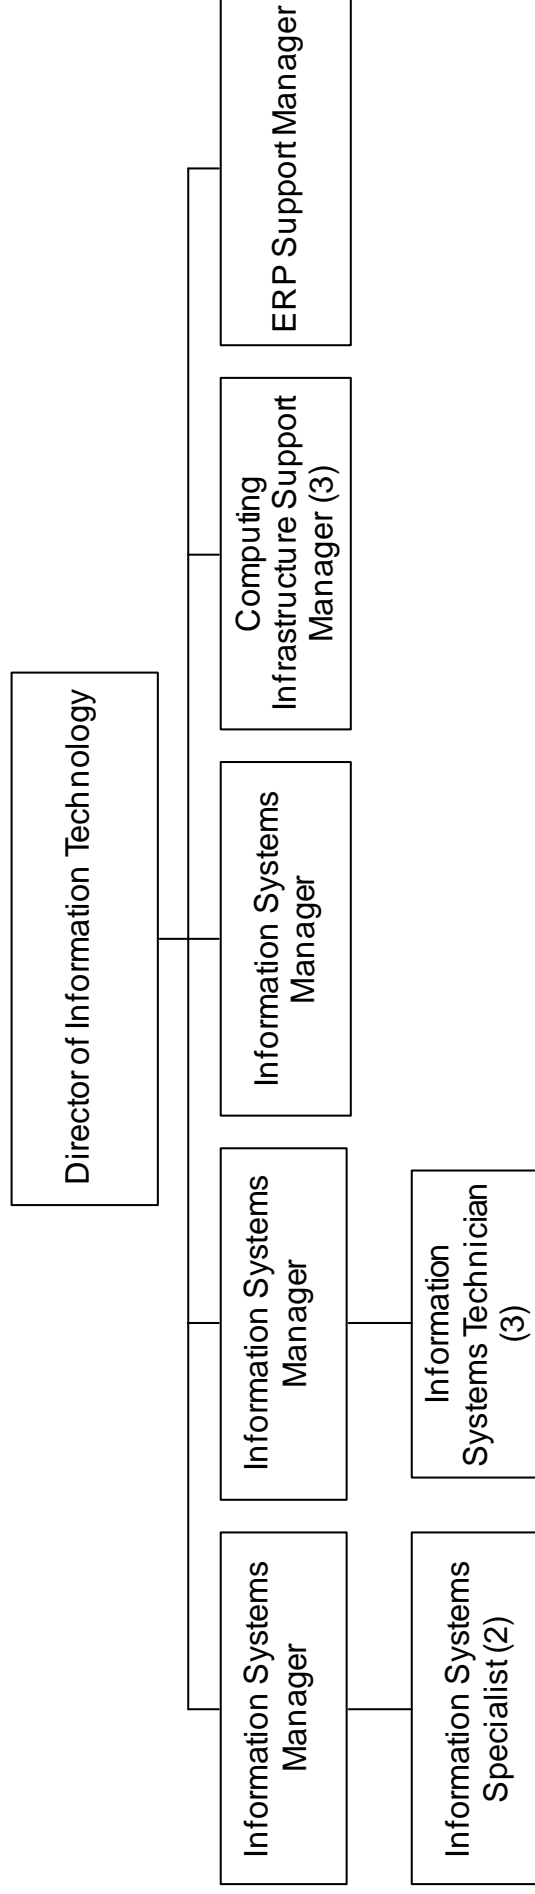 Director of Information Technology
Information Systems
Manager
Information Systems
Manager
Information Systems
Manager
Computing
Infrastructure Support
Manager (3)
ERP Support Manager
Information Systems
Specialist (2)
Information
Systems Technician
(3)